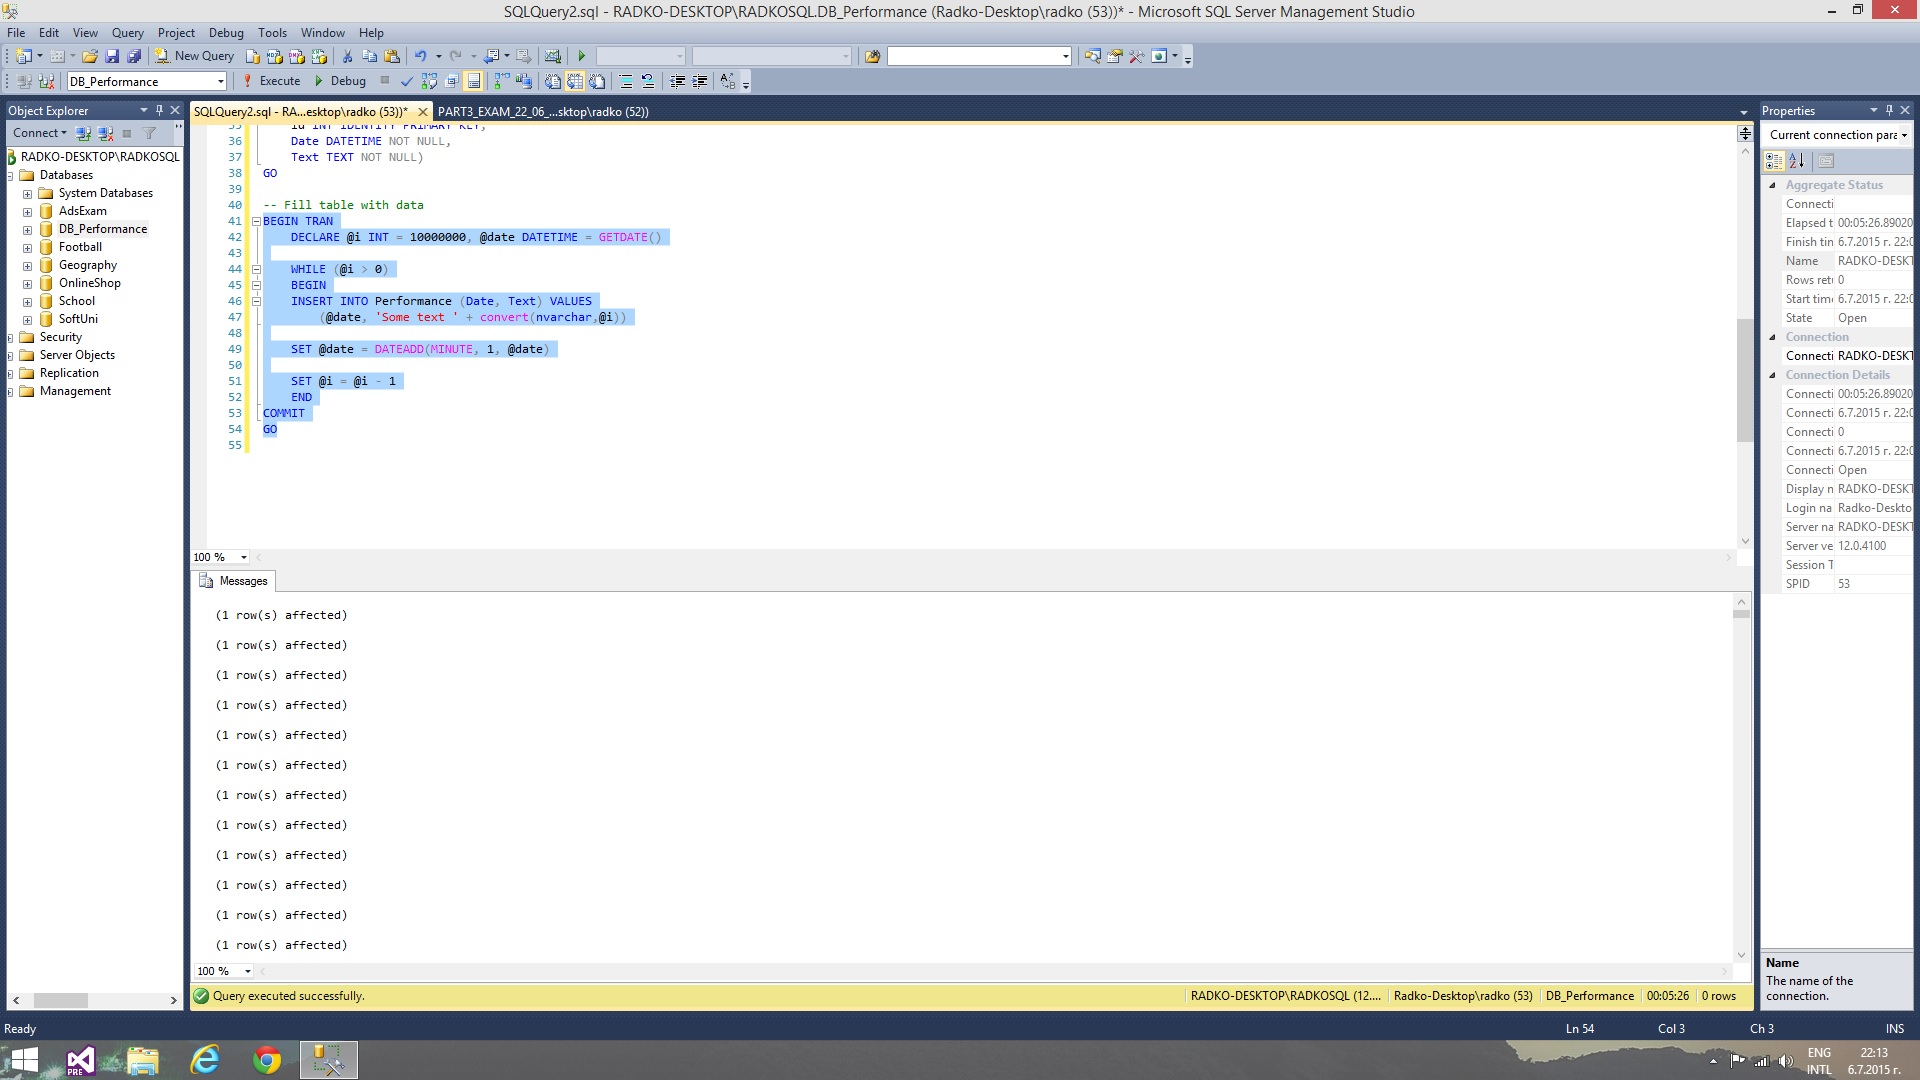 SQLQuery2.sql - RADKO-DESKTOP\RADKOSQL.DB_Performance (Radko-Desktop\radko (53))* - Microsoft SQL Server Management Studio
File Edit View Query Project Debug Tools Window Help
New Query
DB_Performance Execute Debug
Object Explorer
Connect
RADKO-DESKTOP\RADKOSQL
Databases
System Databases
AdsExam
DB_Performance
Football
Geography
OnlineShop
School
SoftUni
Security
Server Objects
Replication
Management
SQLQuery2.sql - RA...esktop\radko (53))* PART3_EXAM_22_06_...sktop\radko (52))
35 Id INT IDENTITY PRIMARY KEY,
36 Date DATETIME NOT NULL,
37 Text TEXT NOT NULL)
38 GO
39
40 -- Fill table with data
41 BEGIN TRAN
42 DECLARE @i INT = 10000000, @date DATETIME = GETDATE()
43
44 WHILE (@i > 0)
45 BEGIN
46 INSERT INTO Performance (Date, Text) VALUES
47 (@date, 'Some text ' + convert(nvarchar,@i))
48
49 SET @date = DATEADD(MINUTE, 1, @date)
50
51 SET @i = @i - 1
52 END
53 COMMIT
54 GO
55
100 %
Messages
(1 row(s) affected)
(1 row(s) affected)
(1 row(s) affected)
(1 row(s) affected)
(1 row(s) affected)
(1 row(s) affected)
(1 row(s) affected)
(1 row(s) affected)
(1 row(s) affected)
(1 row(s) affected)
(1 row(s) affected)
(1 row(s) affected)
100 %
Query executed successfully. RADKO-DESKTOP\RADKOSQL (12.... Radko-Desktop\radko (53) DB_Performance 00:05:26 0 rows
Properties
Current connection para
Aggregate Status
Connecti
Elapsed t 00:05:26.89020
Finish tin 6.7.2015 г. 22:0
Name RADKO-DESKT
Rows ret 0
Start tim 6.7.2015 г. 22:0
State Open
Connection
Connecti RADKO-DESKT
Connection Details
Connecti 00:05:26.89020
Connecti 6.7.2015 г. 22:0
Connecti 0
Connecti 6.7.2015 г. 22:0
Connecti Open
Display n RADKO-DESKT
Login na Radko-Deskto
Server na RADKO-DESKT
Server ve 12.0.4100
Session T
SPID 53
Name
The name of the
connection.
Ready Ln 54 Col 3 Ch 3 INS
PRE
ENG 22:13
INTL 6.7.2015 г.